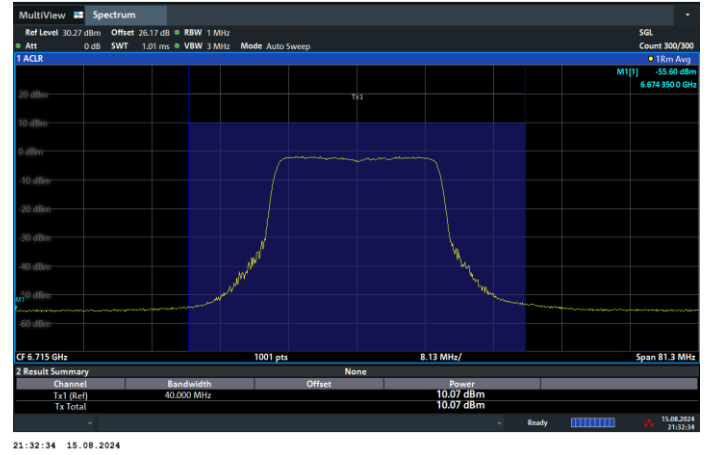 MultiView Spectrum
Ref Level 30.27 dBm Offset 26.17 dB RBW 1 MHz SGL
Att 0 dB SWT 1.01 ms VBW 3 MHz Mode Auto Sweep Count 300/300
1 ACLR 1Rm Avg
M1[1] -55.60 dBm
6.674 350 0 GHz
20 dBm
Tx1
10 dBm
0 dBm
-10 dBm
-20 dBm
-30 dBm
-40 dBm
M1
-50 dBm
-60 dBm
CF 6.715 GHz 1001 pts 8.13 MHz/ Span 81.3 MHz
2 Result Summary None
Channel Bandwidth Offset Power
Tx1 (Ref) 40.000 MHz 10.07 dBm
Tx Total 10.07 dBm
Ready 15.08.2024
21:32:34
21:32:34 15.08.2024